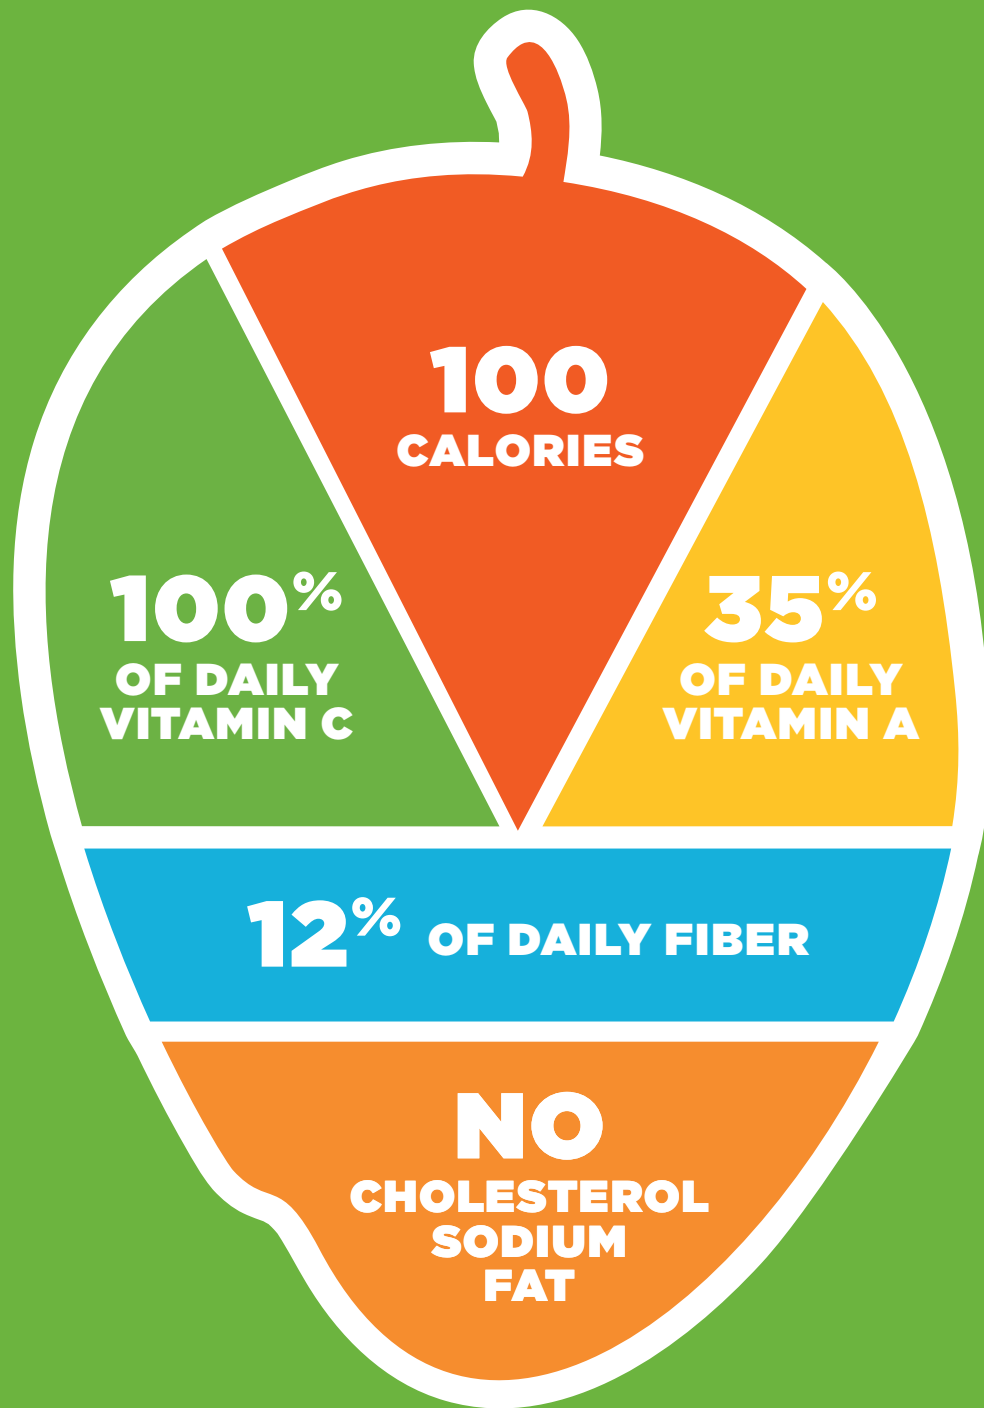 100
CALORIES
100%
OF DAILY
VITAMIN C
35%
OF DAILY
VITAMIN A
12% OF DAILY FIBER
NO
CHOLESTEROL
SODIUM
FAT